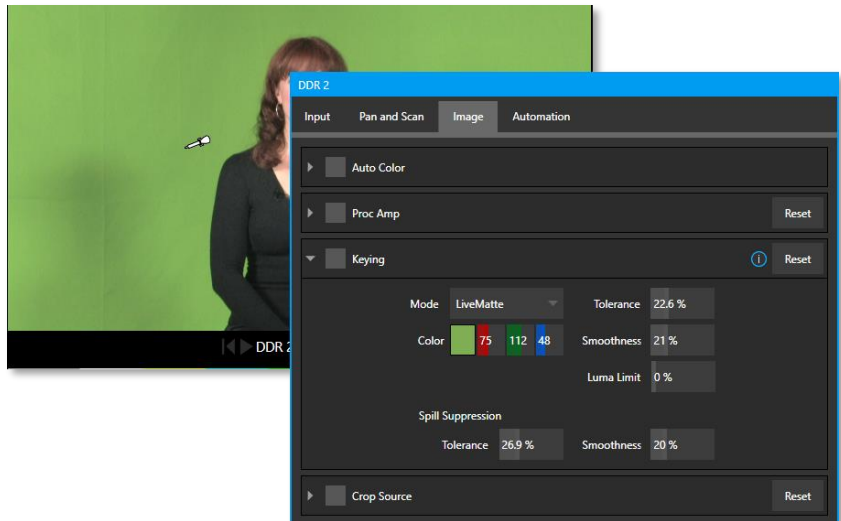 DDR 2
Input Pan and Scan Image Automation
Auto Color
Proc Amp Reset
Keying i Reset
Mode LiveMatte Tolerance 22.6 %
Color 75 112 48 Smoothness 21 %
Luma Limit 0 %
Spill Suppression
Tolerance 26.9 % Smoothness 20 %
Crop Source Reset
DDR 2